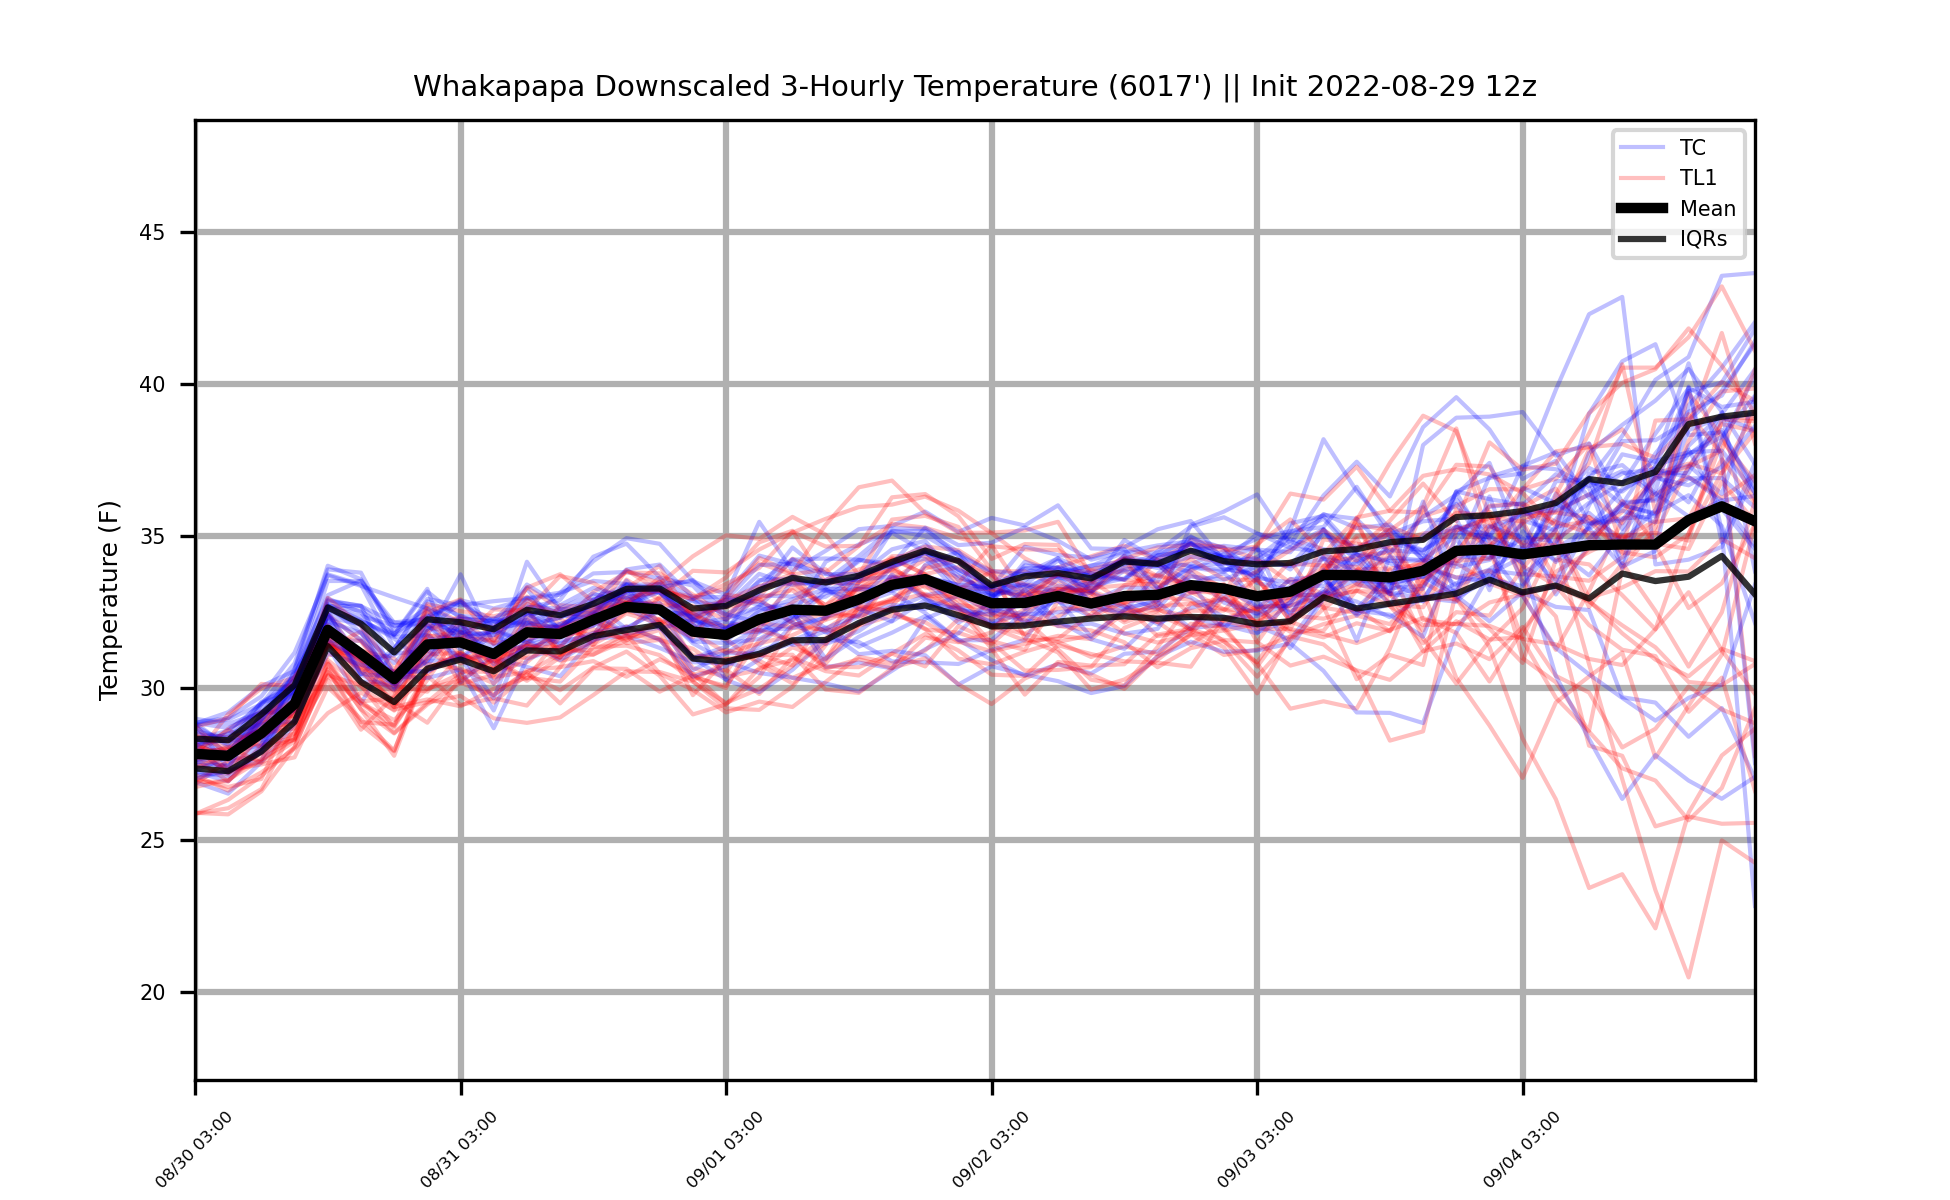 Whakapapa Downscaled 3-Hourly Temperature (6017') || Init 2022-08-29 12z
TC
TL1
Mean
IQRs
Temperature (F)
45
40
35
30
25
20
08/30 03:00
08/31 03:00
09/01 03:00
09/02 03:00
09/03 03:00
09/04 03:00